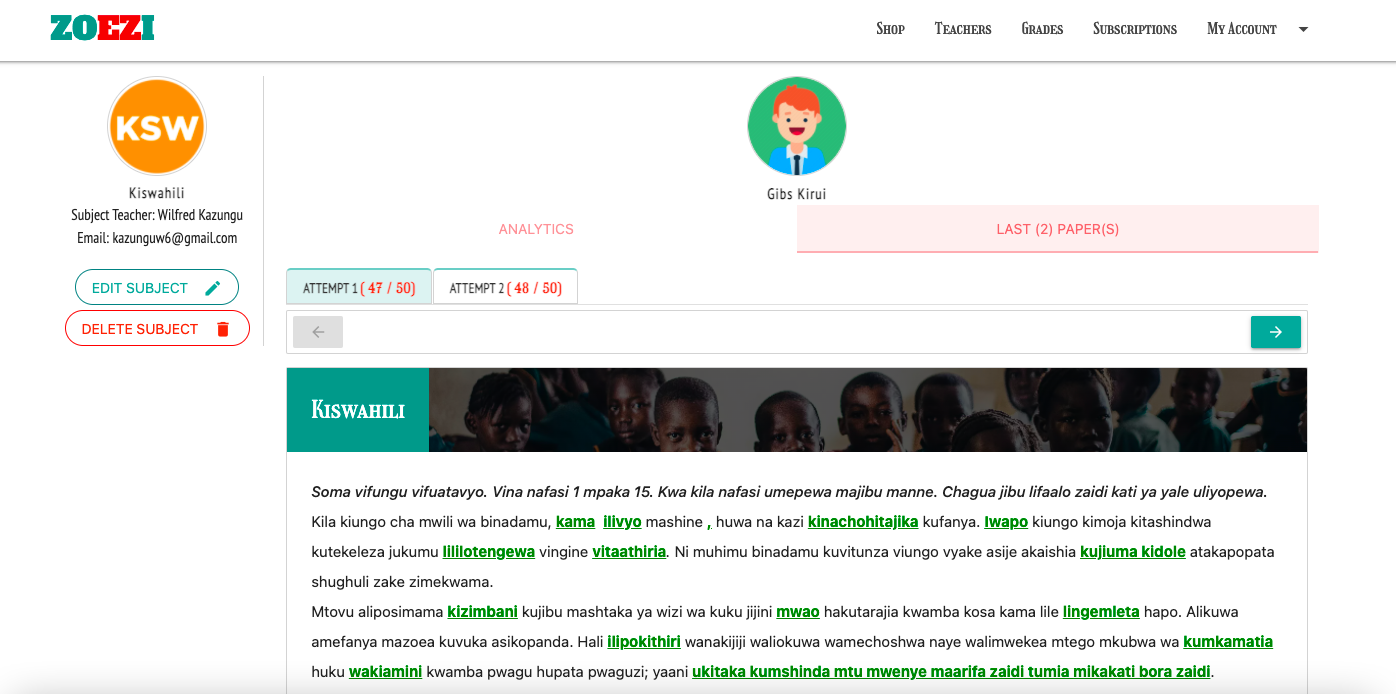 ZOEZI
Shop Teachers Grades Subscriptions My Account
KSW
Kiswahili
Subject Teacher: Wilfred Kazungu
Email: kazunguw6@gmail.com
EDIT SUBJECT
DELETE SUBJECT
Gibs Kirui
ANALYTICS
LAST (2) PAPER(S)
ATTEMPT 1 ( 47 / 50) ATTEMPT 2 ( 48 / 50)
Kiswahili
Soma vifungu vifuatavyo. Vina nafasi 1 mpaka 15. Kwa kila nafasi umepewa majibu manne. Chagua jibu lifaalo zaidi kati ya yale uliyopewa.
Kila kiungo cha mwili wa binadamu, kama ilivyo mashine , huwa na kazi kinachohitajika kufanya. Iwapo kiungo kimoja kitashindwa
kutekeleza jukumu lililotengewa vingine vitaathiria. Ni muhimu binadamu kuvitunza viungo vyake asije akaishia kujiuma kidole atakapopata
shughuli zake zimekwama.
Mtovu aliposimama kizimbani kujibu mashtaka ya wizi wa kuku jijini mwao hakutarajia kwamba kosa kama lile lingemleta hapo. Alikuwa
amefanya mazoea kuvuka asikopanda. Hali ilipokithiri wanakijiji waliokuwa wamechoshwa naye walimwekea mtego mkubwa wa kumkamatia
huku wakiamini kwamba pwagu hupata pwaguzi; yaani ukitaka kumshinda mtu mwenye maarifa zaidi tumia mikakati bora zaidi.